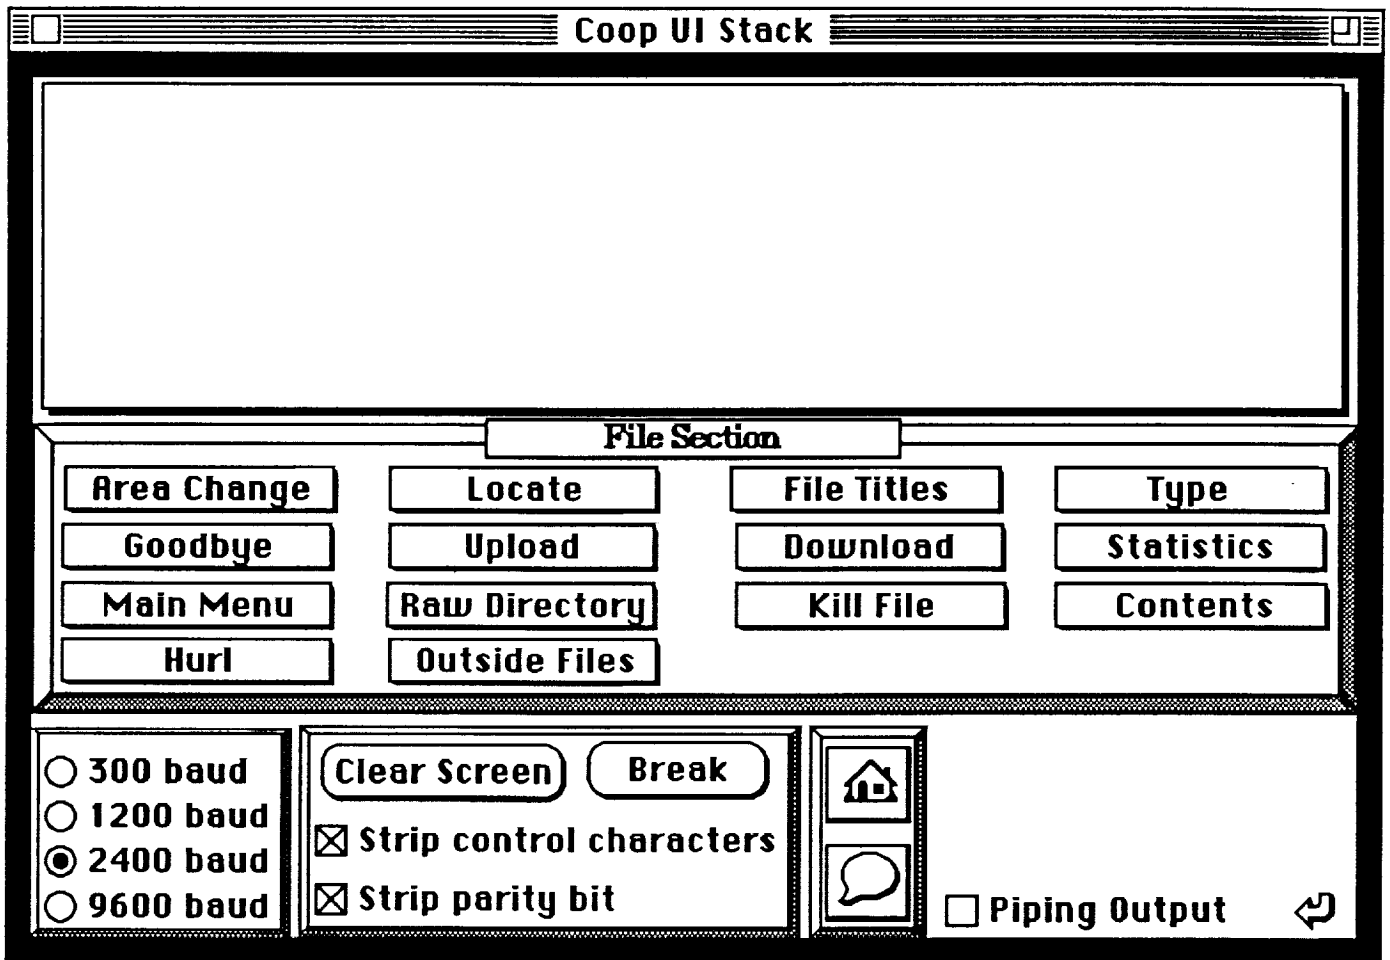 Coop UI Stack
File Section
Area Change
Locate
File Titles
Type
Goodbye
Upload
Download
Statistics
Main Menu
Raw Directory
Kill File
Contents
Hurl
Outside Files
300 baud
1200 baud
2400 baud
9600 baud
Clear Screen
Break
Strip control characters
Strip parity bit
Piping Output